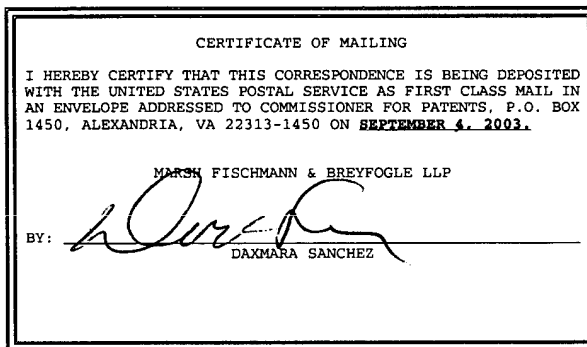 CERTIFICATE OF MAILING
I HEREBY CERTIFY THAT THIS CORRESPONDENCE IS BEING DEPOSITED
WITH THE UNITED STATES POSTAL SERVICE AS FIRST CLASS MAIL IN
AN ENVELOPE ADDRESSED TO COMMISSIONER FOR PATENTS, P.O. BOX
1450, ALEXANDRIA, VA 22313-1450 ON SEPTEMBER 4, 2003.
MARSH FISCHMANN & BREYFOGLE LLP
BY:
DAXMARA SANCHEZ